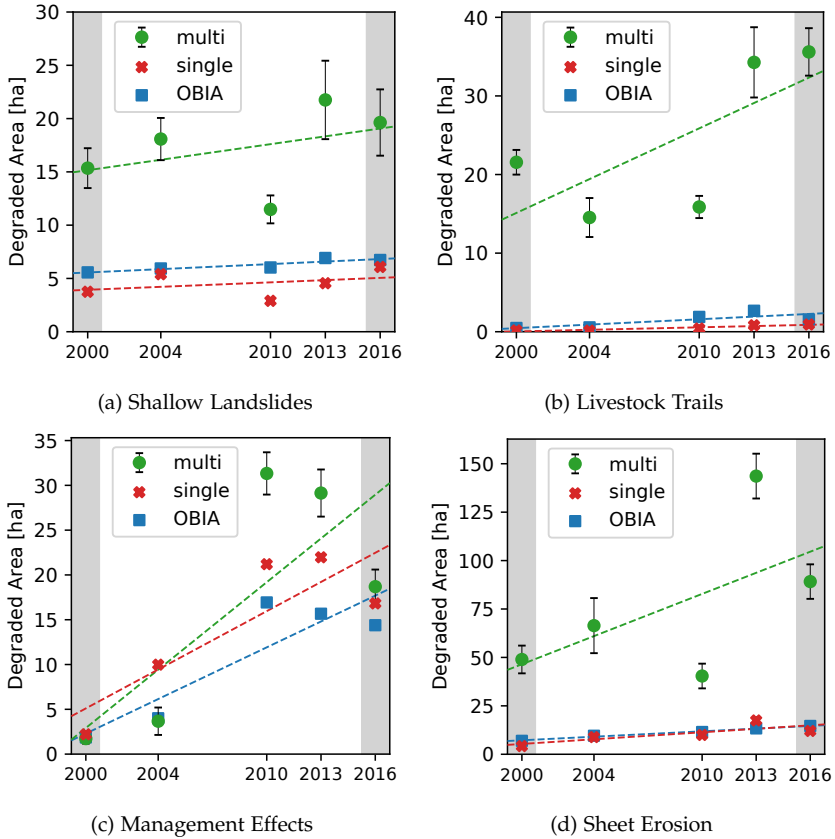 30
25
20
15
10
5
0
Degraded Area [ha]
multi
single
OBIA
2000 2004 2010 2013 2016
(a) Shallow Landslides
40
30
20
10
0
Degraded Area [ha]
multi
single
OBIA
2000 2004 2010 2013 2016
(b) Livestock Trails
35
30
25
20
15
10
5
0
Degraded Area [ha]
multi
single
OBIA
2000 2004 2010 2013 2016
(c) Management Effects
150
125
100
75
50
25
0
Degraded Area [ha]
multi
single
OBIA
2000 2004 2010 2013 2016
(d) Sheet Erosion